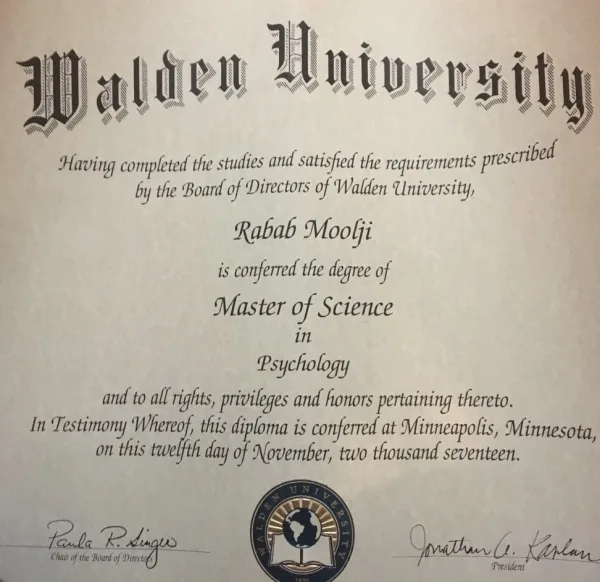 Walden University
Having completed the studies and satisfied the requirements prescribed
by the Board of Directors of Walden University,
Rabab Moolji
is conferred the degree of
Master of Science
in
Psychology
and to all rights, privileges and honors pertaining thereto.
In Testimony Whereof, this diploma is conferred at Minneapolis, Minnesota,
on this twelfth day of November, two thousand seventeen.
WALDEN UNIVERSITY
Paula R. Singer
Chair of the Board of Directors
Jonathan A. Kaplan
President